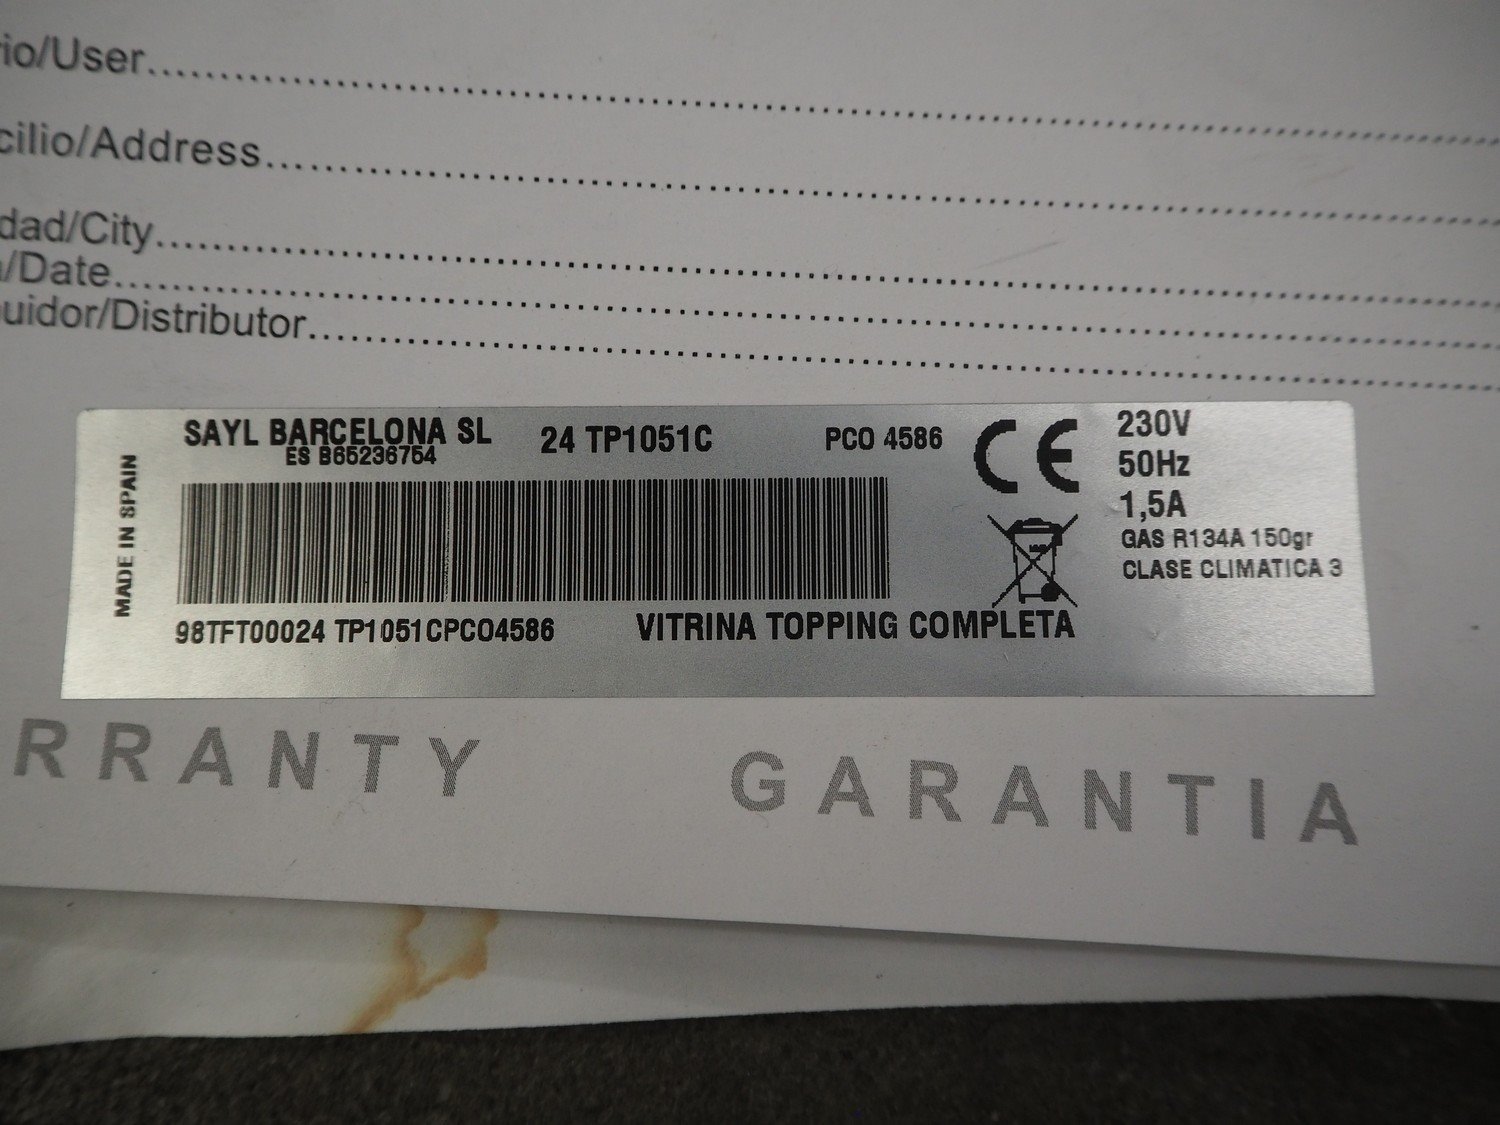 rio/User
cilio/Address
dad/City
/Date
uidor/Distributor
MADE IN SPAIN
SAYL BARCELONA SL
ES B65236754
24 TP1051C
PCO 4586
CE
230V
50Hz
1,5A
GAS R134A 150gr
CLASE CLIMATICA 3
98TFT00024 TP1051CPCO4586
VITRINA TOPPING COMPLETA
RRANTY GARANTIA